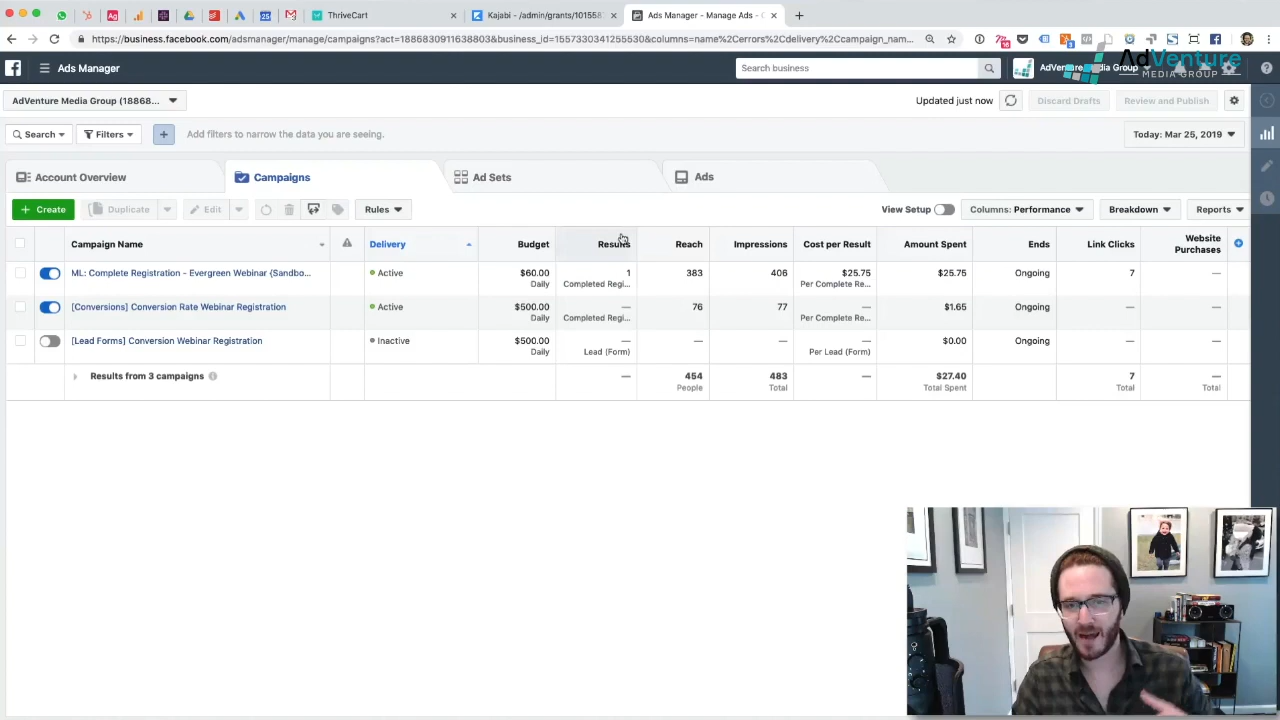 ThriveCart
Kajabi - /admin/grants/101558
Ads Manager - Manage Ads - C
https://business.facebook.com/adsmanager/manage/campaigns?act=1886830911638803&business_id=1557330341255530&columns=name%2Cerrors%2Cdelivery%2Ccampaign_nam...
Ads Manager
Search business
AdVenture Media Group
AdVenture
MEDIA GROUP
AdVenture Media Group (18868...
Updated just now
Discard Drafts
Review and Publish
Search
Filters
Add filters to narrow the data you are seeing.
Today: Mar 25, 2019
Account Overview
Campaigns
Ad Sets
Ads
+ Create
Duplicate
Edit
Rules
View Setup
Columns: Performance
Breakdown
Reports
Campaign Name Delivery Budget Results Reach Impressions Cost per Result Amount Spent Ends Link Clicks Website Purchases
ML: Complete Registration - Evergreen Webinar {Sandbo... Active $60.00 1 383 406 $25.75 $25.75 Ongoing 7 —
Daily Completed Regi... Per Complete Re...
[Conversions] Conversion Rate Webinar Registration Active $500.00 — 76 77 — $1.65 Ongoing — —
Daily Completed Regi... Per Complete Re...
[Lead Forms] Conversion Webinar Registration Inactive $500.00 — — — — $0.00 Ongoing — —
Daily Lead (Form) Per Lead (Form)
Results from 3 campaigns — 454 483 — $27.40 7 —
People Total Total Spent Total Total